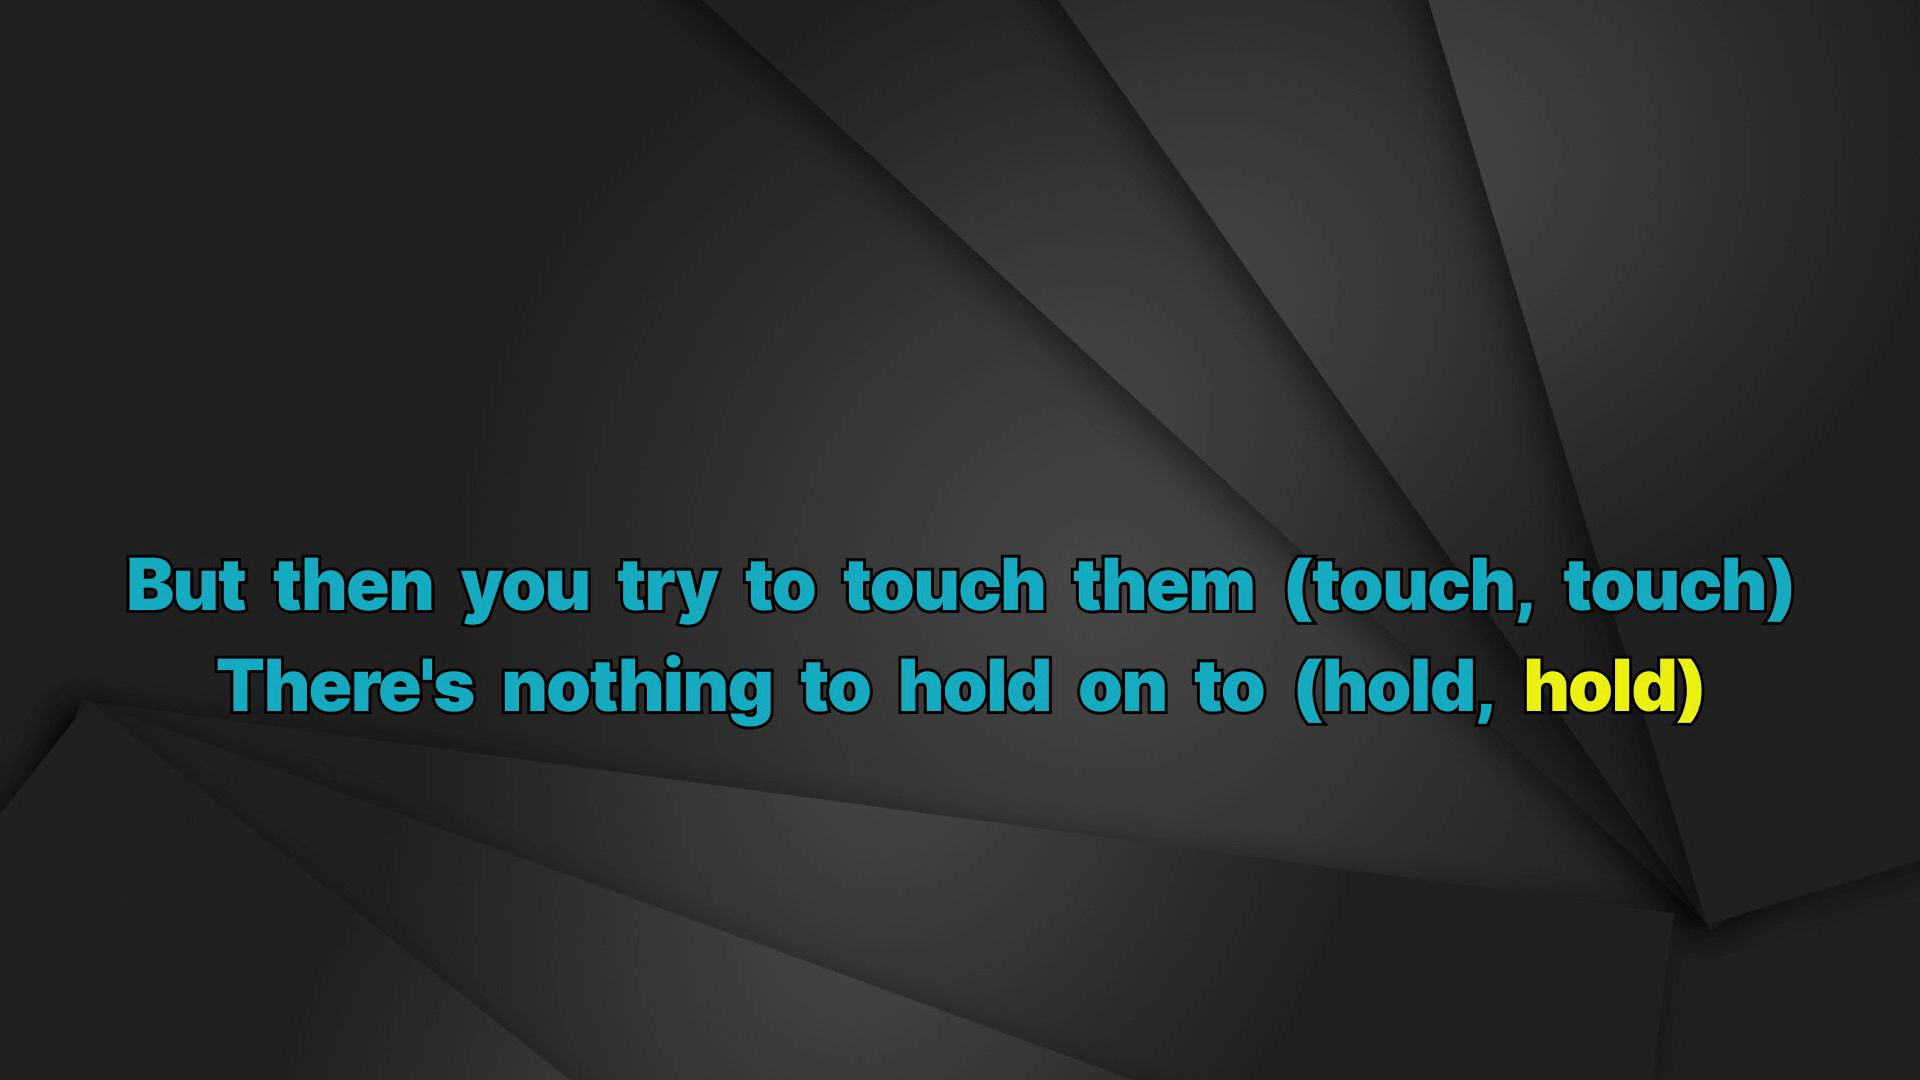 But then you try to touch them (touch, touch)
There's nothing to hold on to (hold, hold)